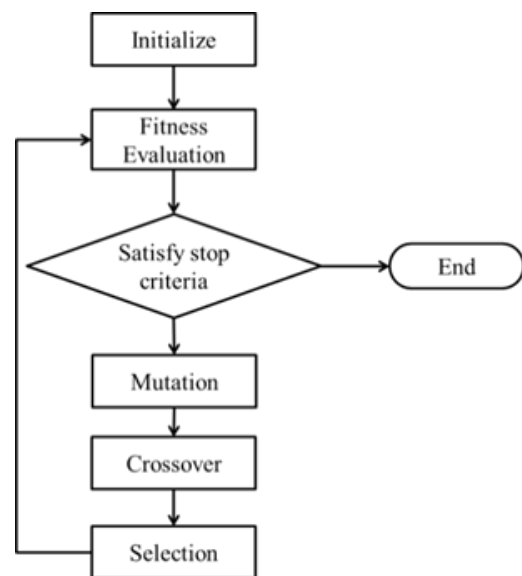 Initialize
Fitness
Evaluation
Satisfy stop
criteria
End
Mutation
Crossover
Selection